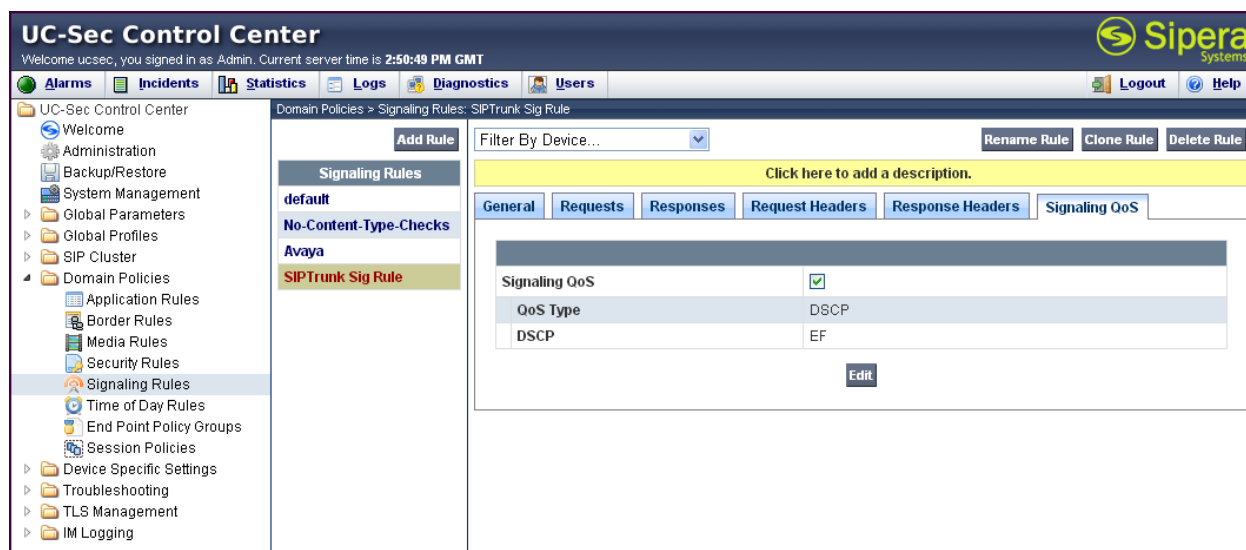 UC-Sec Control Center
Welcome ucsec, you signed in as Admin. Current server time is 2:50:49 PM GMT
Sipera
Systems
Alarms Incidents Statistics Logs Diagnostics Users Logout Help
UC-Sec Control Center
Welcome
Administration
Backup/Restore
System Management
Global Parameters
Global Profiles
SIP Cluster
Domain Policies
Application Rules
Border Rules
Media Rules
Security Rules
Signaling Rules
Time of Day Rules
End Point Policy Groups
Session Policies
Device Specific Settings
Troubleshooting
TLS Management
IM Logging
Domain Policies > Signaling Rules: SIPTrunk Sig Rule
Add Rule
Signaling Rules
default
No-Content-Type-Checks
Avaya
SIPTrunk Sig Rule
Filter By Device...
Rename Rule Clone Rule Delete Rule
Click here to add a description.
General Requests Responses Request Headers Response Headers Signaling QoS
Signaling QoS
QoS Type DSCP
DSCP EF
Edit